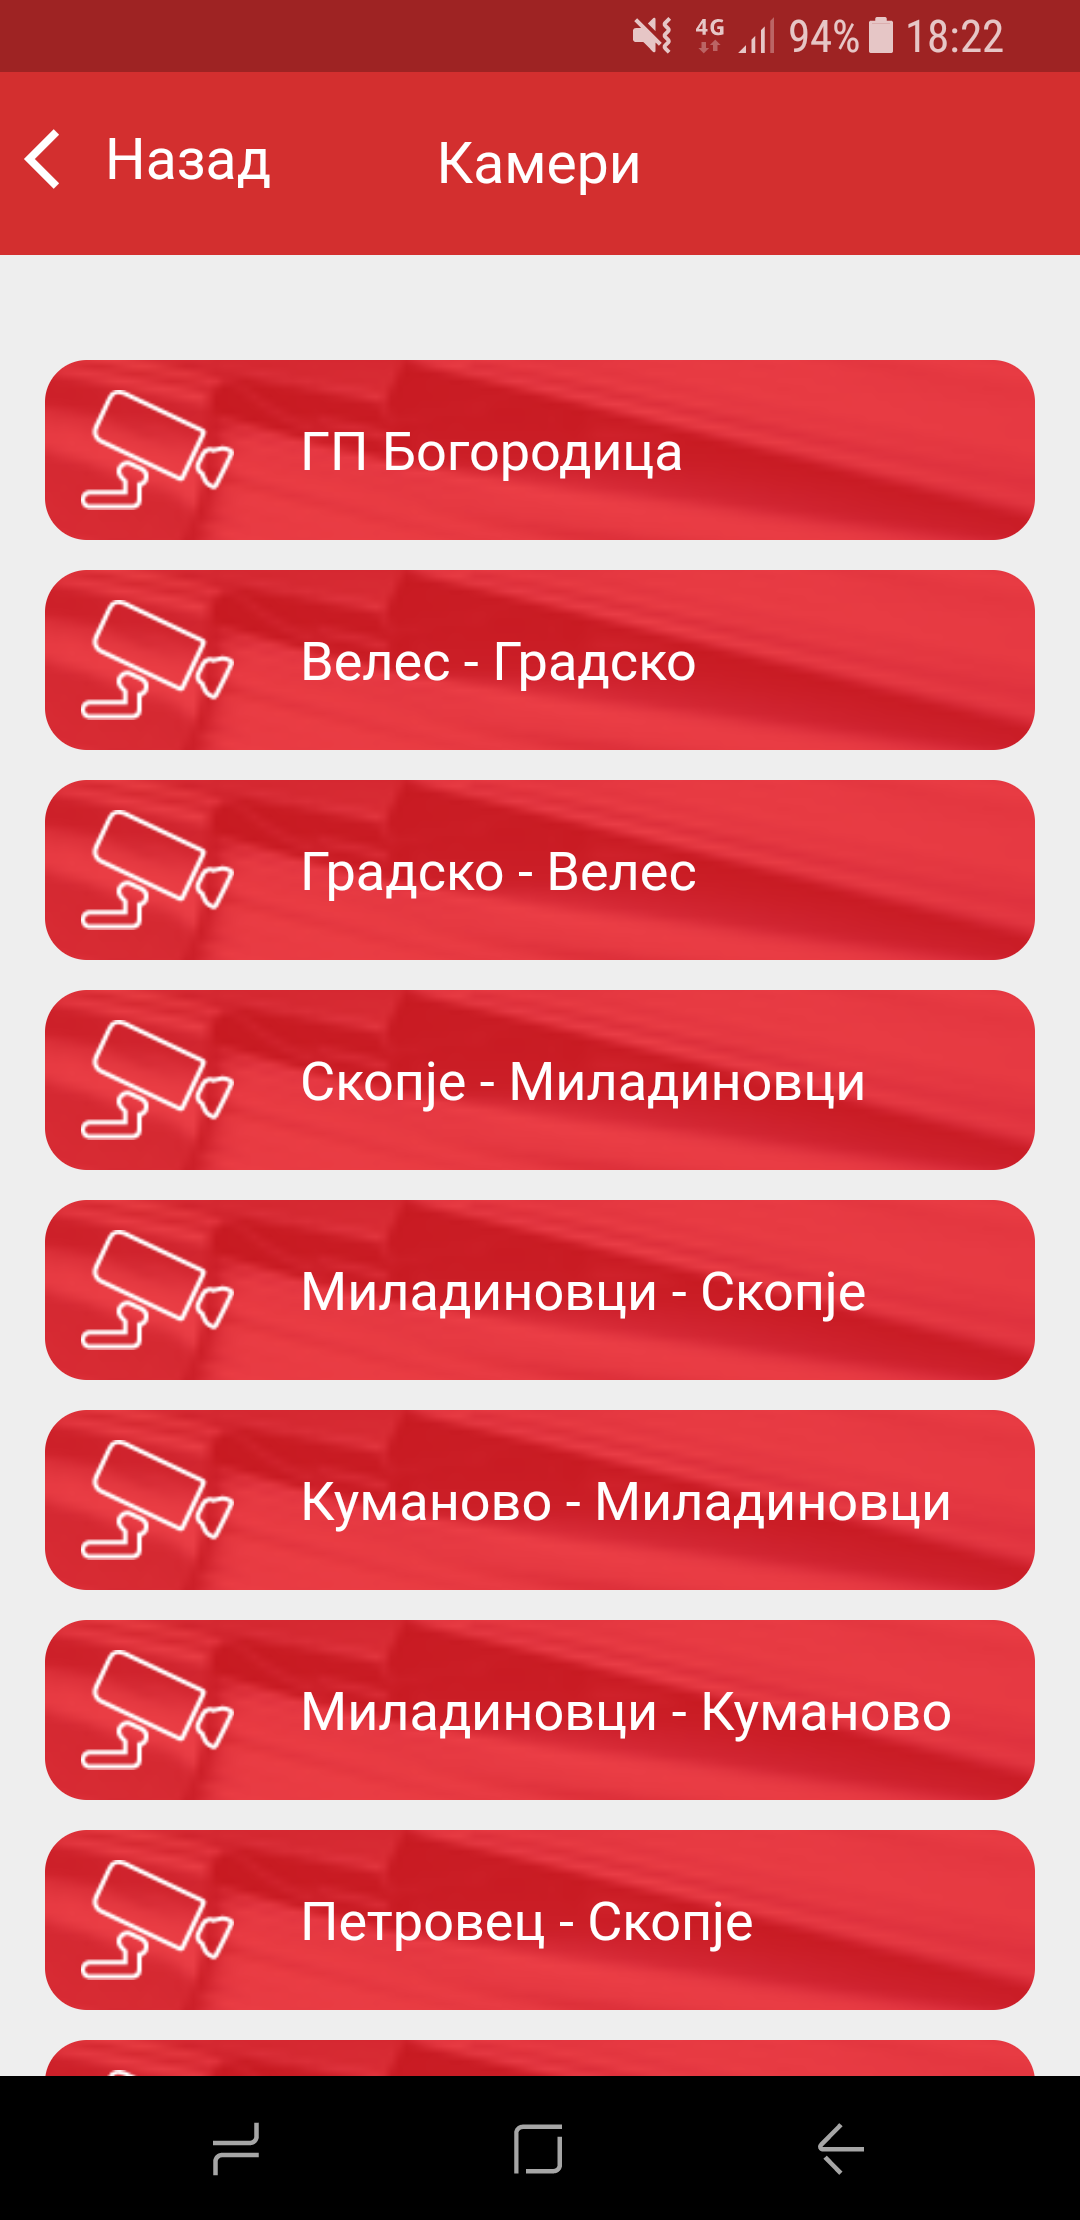 4G 94% 18:22
Назад Камери
ГП Богородица
Велес - Градско
Градско - Велес
Скопје - Миладиновци
Миладиновци - Скопје
Куманово - Миладиновци
Миладиновци - Куманово
Петровец - Скопје